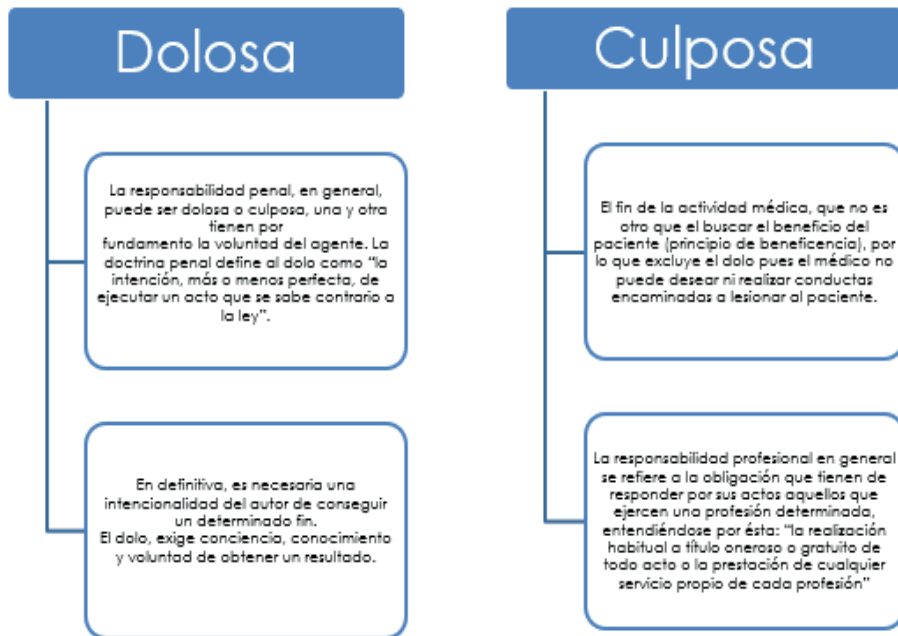 Dolosa
La responsabilidad penal, en general,
puede ser dolosa o culposa, una y otra
tienen por
fundamento la voluntad del agente. La
doctrina penal define al dolo como "la
intención, más o menos perfecta, de
ejecutar un acto que se sabe contrario a
la ley".
En definitiva, es necesaria una
intencionalidad del autor de conseguir
un determinado fin.
El dolo, exige conciencia, conocimiento
y voluntad de obtener un resultado.
Culposa
El fin de la actividad médica, que no es
otro que el buscar el beneficio del
paciente (principio de beneficencia), por
lo que excluye el dolo pues el médico no
puede desear ni realizar conductas
encaminadas a lesionar al paciente.
La responsabilidad profesional en general
se refiere a la obligación que tienen de
responder por sus actos aquellos que
ejercen una profesión determinada,
entendiéndose por ésta: "la realización
habitual a título oneroso o gratuito de
todo acto o la prestación de cualquier
servicio propio de cada profesión"